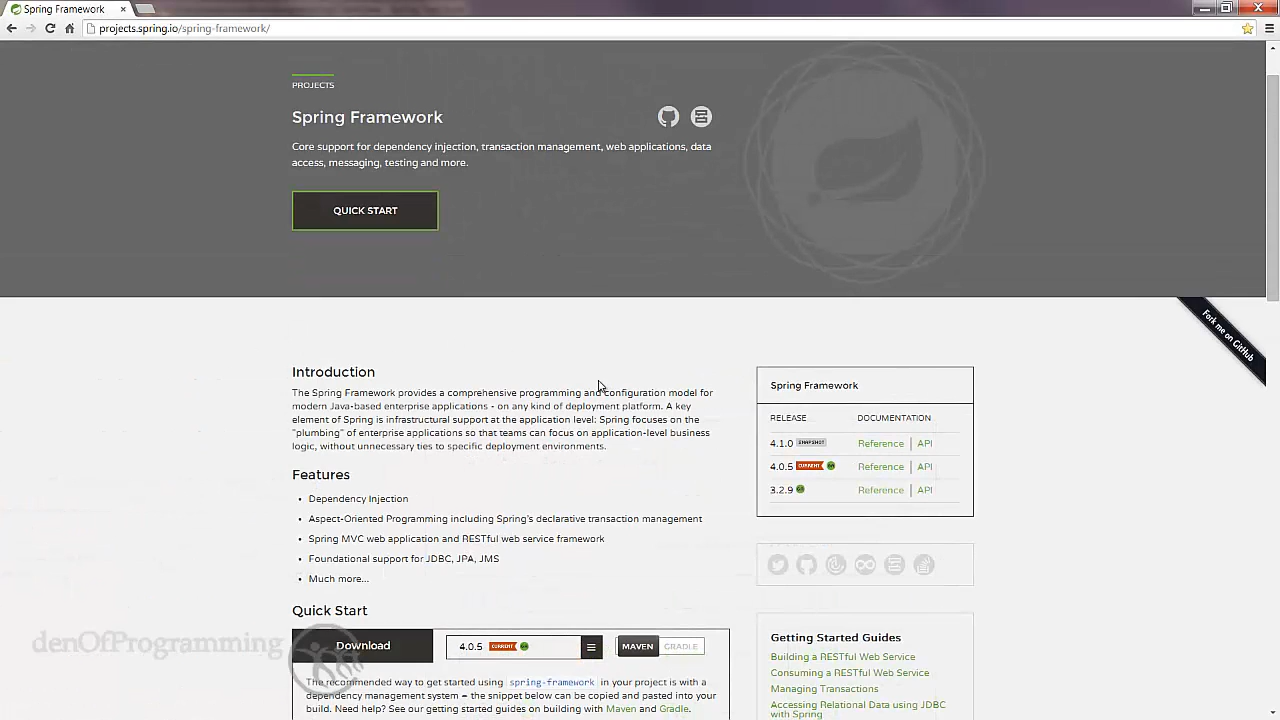 Spring Framework
projects.spring.io/spring-framework/
PROJECTS
Spring Framework
Core support for dependency injection, transaction management, web applications, data
access, messaging, testing and more.
QUICK START
Fork me on GitHub
Introduction
The Spring Framework provides a comprehensive programming and configuration model for
modern Java-based enterprise applications - on any kind of deployment platform. A key
element of Spring is infrastructural support at the application level: Spring focuses on the
"plumbing" of enterprise applications so that teams can focus on application-level business
logic, without unnecessary ties to specific deployment environments.
Features
• Dependency Injection
• Aspect-Oriented Programming including Spring's declarative transaction management
• Spring MVC web application and RESTful web service framework
• Foundational support for JDBC, JPA, JMS
• Much more...
Quick Start
Download
4.0.5 CURRENT GA
MAVEN GRADLE
The recommended way to get started using spring-framework in your project is with a
dependency management system – the snippet below can be copied and pasted into your
build. Need help? See our getting started guides on building with Maven and Gradle.
Spring Framework
RELEASE DOCUMENTATION
4.1.0 SNAPSHOT Reference | API
4.0.5 CURRENT GA Reference | API
3.2.9 GA Reference | API
Getting Started Guides
Building a RESTful Web Service
Consuming a RESTful Web Service
Managing Transactions
Accessing Relational Data using JDBC
with Spring
denOfProgramming